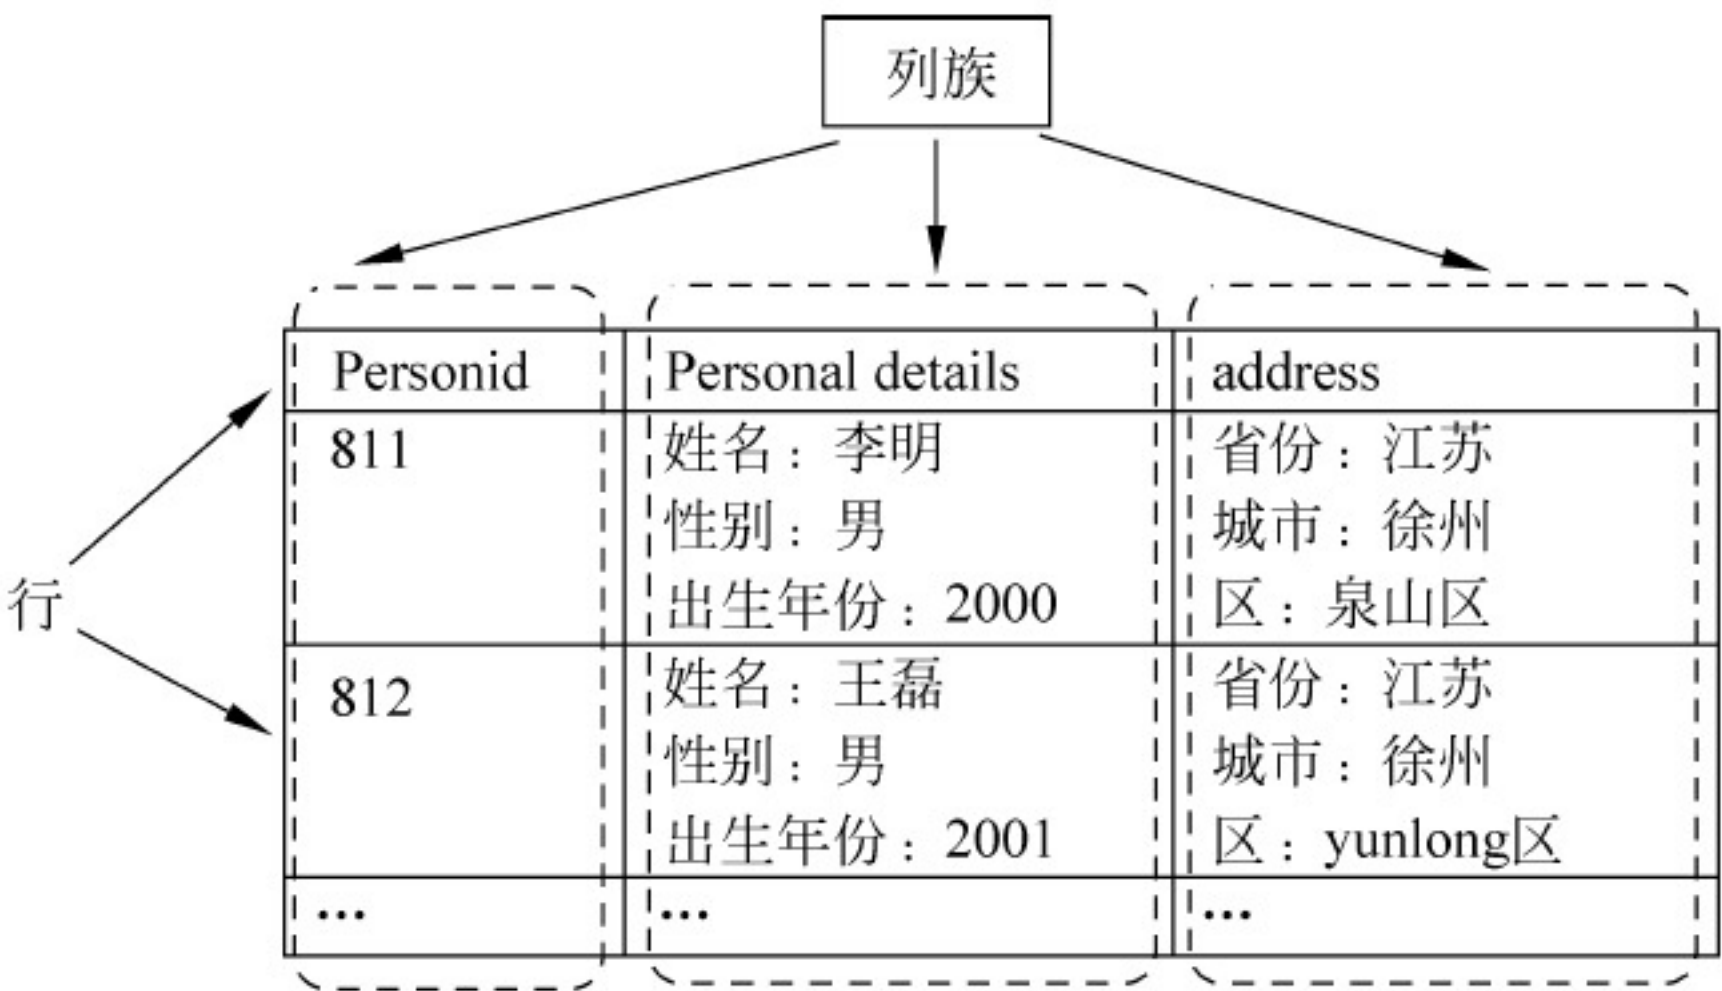 列族
Personid Personal details address
811 姓名：李明 省份：江苏
性别：男 城市：徐州
出生年份：2000 区：泉山区
行
812 姓名：王磊 省份：江苏
性别：男 城市：徐州
出生年份：2001 区：yunlong区
… … …